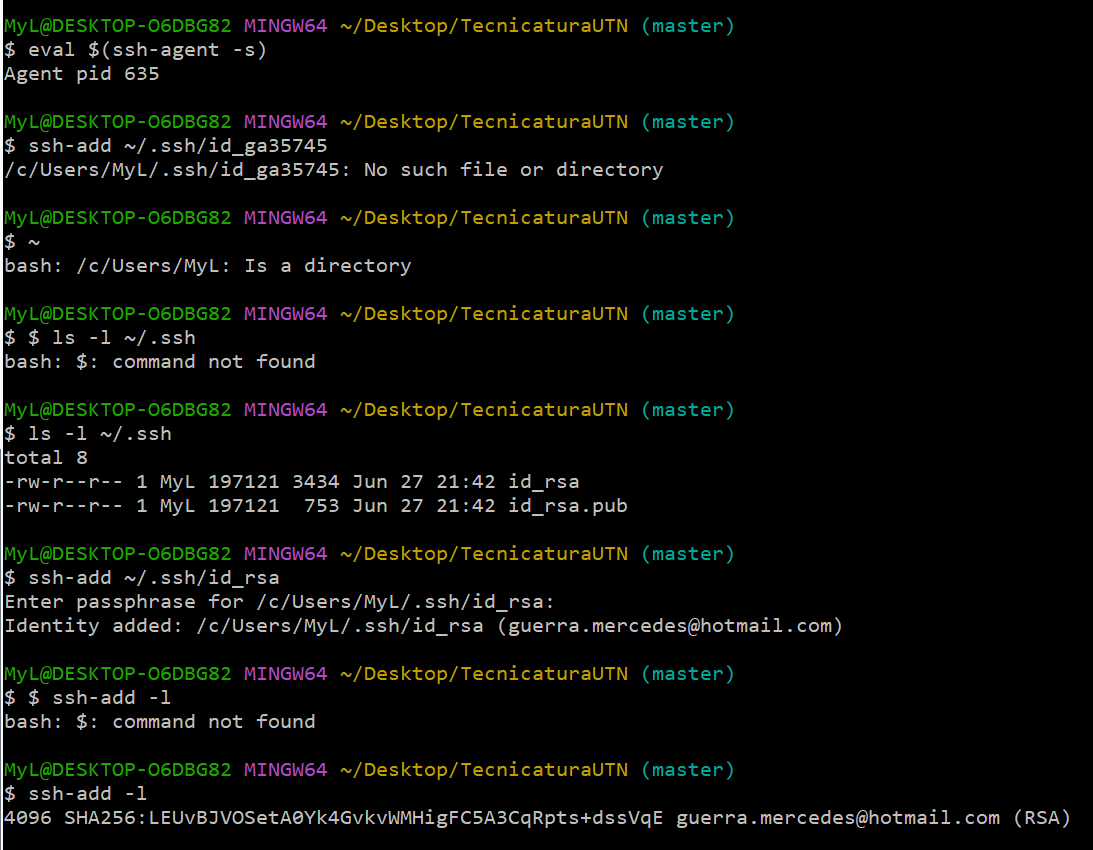 MyL@DESKTOP-O6DBG82 MINGW64 ~/Desktop/TecnicaturaUTN (master)
$ eval $(ssh-agent -s)
Agent pid 635
MyL@DESKTOP-O6DBG82 MINGW64 ~/Desktop/TecnicaturaUTN (master)
$ ssh-add ~/.ssh/id_ga35745
/c/Users/MyL/.ssh/id_ga35745: No such file or directory
MyL@DESKTOP-O6DBG82 MINGW64 ~/Desktop/TecnicaturaUTN (master)
$ ~
bash: /c/Users/MyL: Is a directory
MyL@DESKTOP-O6DBG82 MINGW64 ~/Desktop/TecnicaturaUTN (master)
$ $ ls -l ~/.ssh
bash: $: command not found
MyL@DESKTOP-O6DBG82 MINGW64 ~/Desktop/TecnicaturaUTN (master)
$ ls -l ~/.ssh
total 8
-rw-r--r-- 1 MyL 197121 3434 Jun 27 21:42 id_rsa
-rw-r--r-- 1 MyL 197121  753 Jun 27 21:42 id_rsa.pub
MyL@DESKTOP-O6DBG82 MINGW64 ~/Desktop/TecnicaturaUTN (master)
$ ssh-add ~/.ssh/id_rsa
Enter passphrase for /c/Users/MyL/.ssh/id_rsa:
Identity added: /c/Users/MyL/.ssh/id_rsa (guerra.mercedes@hotmail.com)
MyL@DESKTOP-O6DBG82 MINGW64 ~/Desktop/TecnicaturaUTN (master)
$ $ ssh-add -l
bash: $: command not found
MyL@DESKTOP-O6DBG82 MINGW64 ~/Desktop/TecnicaturaUTN (master)
$ ssh-add -l
4096 SHA256:LEUvBJVOSetA0Yk4GvkvWMHigFC5A3CqRpts+dssVqE guerra.mercedes@hotmail.com (RSA)